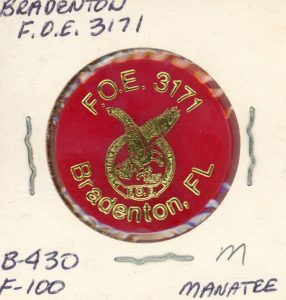 BRADENTON
F.O.E. 3171
F.O.E. 3171
F.O.E.
Bradenton, FL
B-430
M
F-100
MANATEE